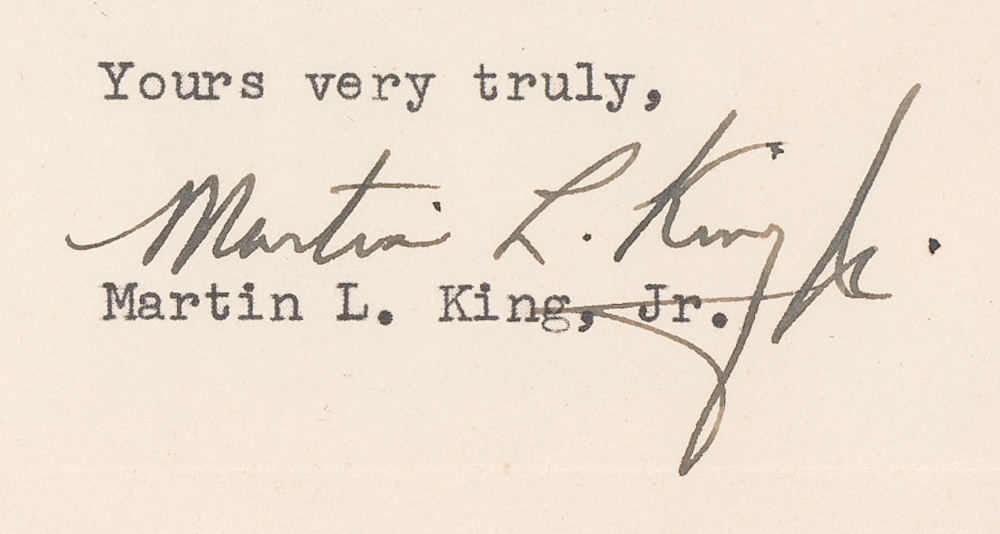 Yours very truly,
Martin L. King Jr.
Martin L. King, Jr.